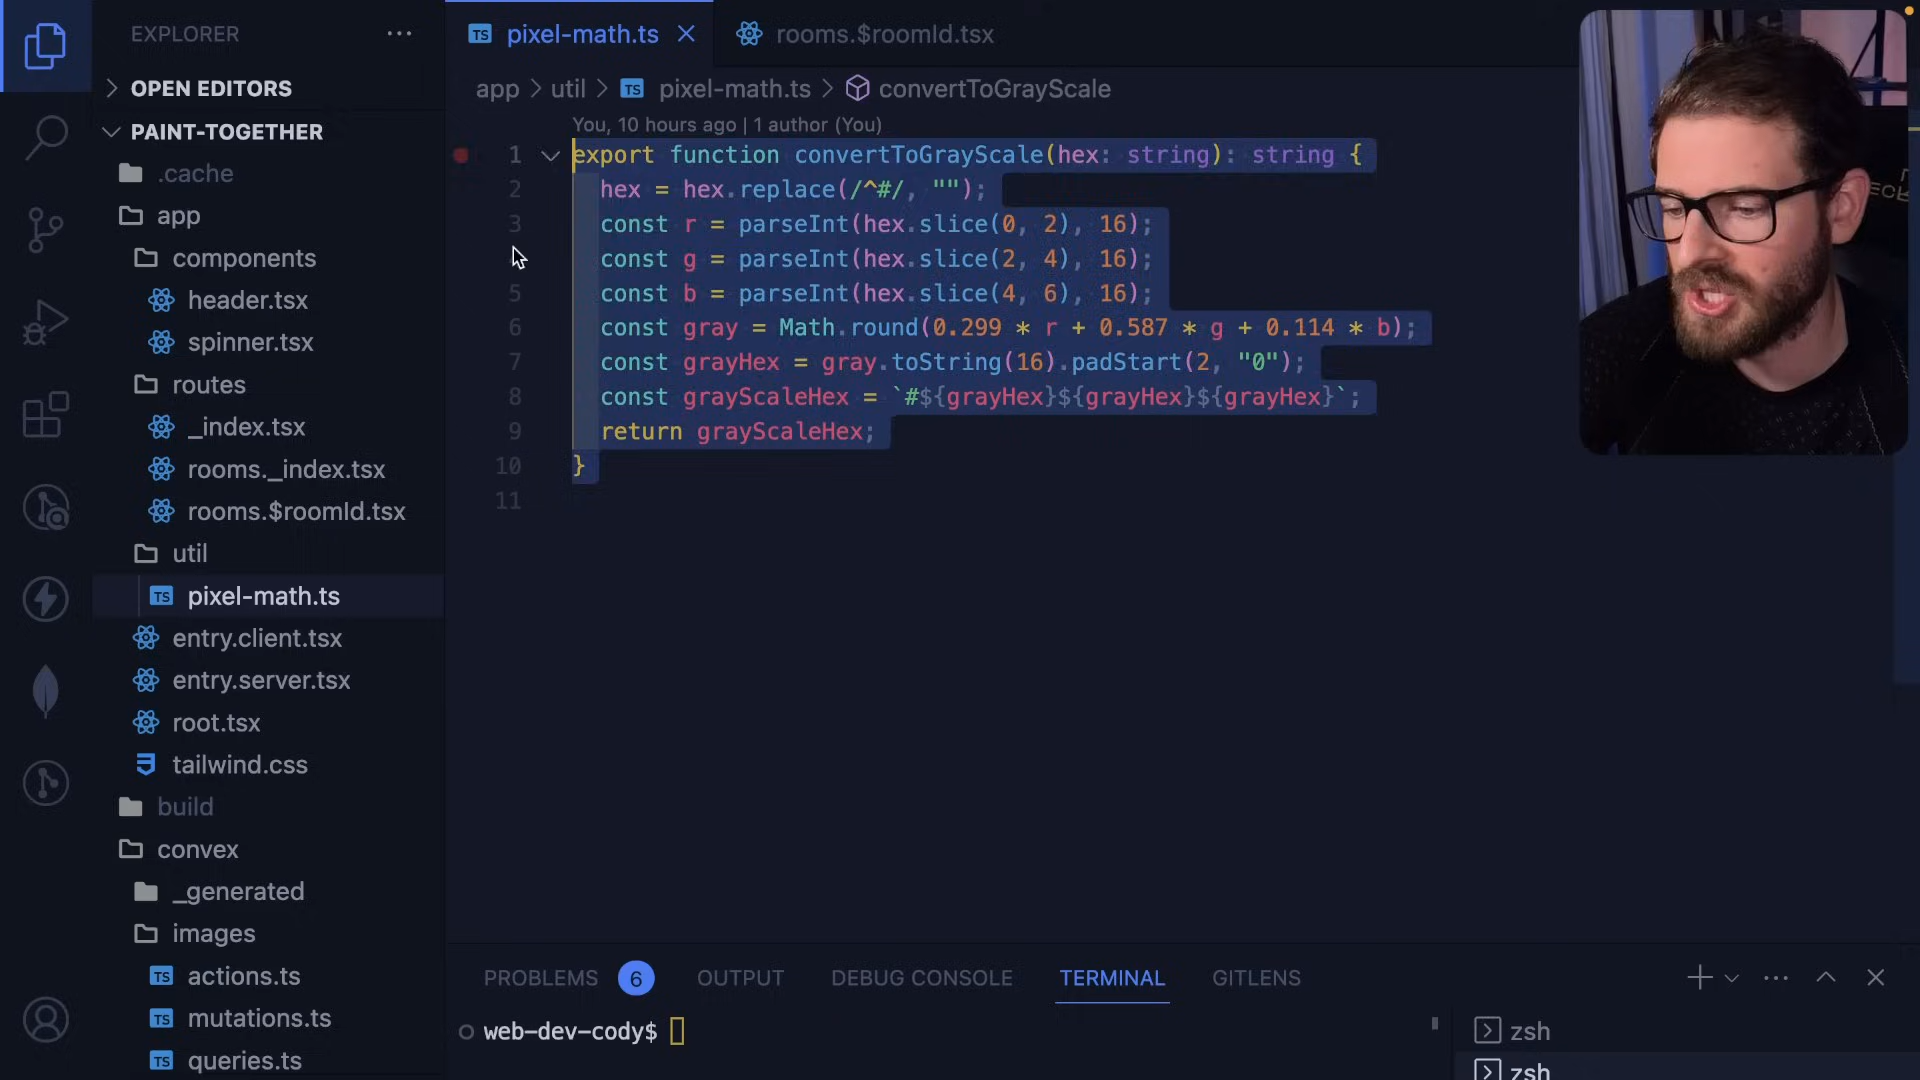 EXPLORER
OPEN EDITORS
PAINT-TOGETHER
.cache
app
components
header.tsx
spinner.tsx
routes
_index.tsx
rooms._index.tsx
rooms.$roomId.tsx
util
pixel-math.ts
entry.client.tsx
entry.server.tsx
root.tsx
tailwind.css
build
convex
_generated
images
actions.ts
mutations.ts
queries.ts
pixel-math.ts
rooms.$roomId.tsx
app > util > pixel-math.ts > convertToGrayScale
You, 10 hours ago | 1 author (You)
1 export function convertToGrayScale(hex: string): string {
2 hex = hex.replace(/^#/, "");
3 const r = parseInt(hex.slice(0, 2), 16);
const g = parseInt(hex.slice(2, 4), 16);
5 const b = parseInt(hex.slice(4, 6), 16);
6 const gray = Math.round(0.299 * r + 0.587 * g + 0.114 * b);
7 const grayHex = gray.toString(16).padStart(2, "0");
8 const grayScaleHex = `#${grayHex}${grayHex}${grayHex}`;
9 return grayScaleHex;
10 }
11
PROBLEMS 6 OUTPUT DEBUG CONSOLE TERMINAL GITLENS
web-dev-cody$
zsh
zsh